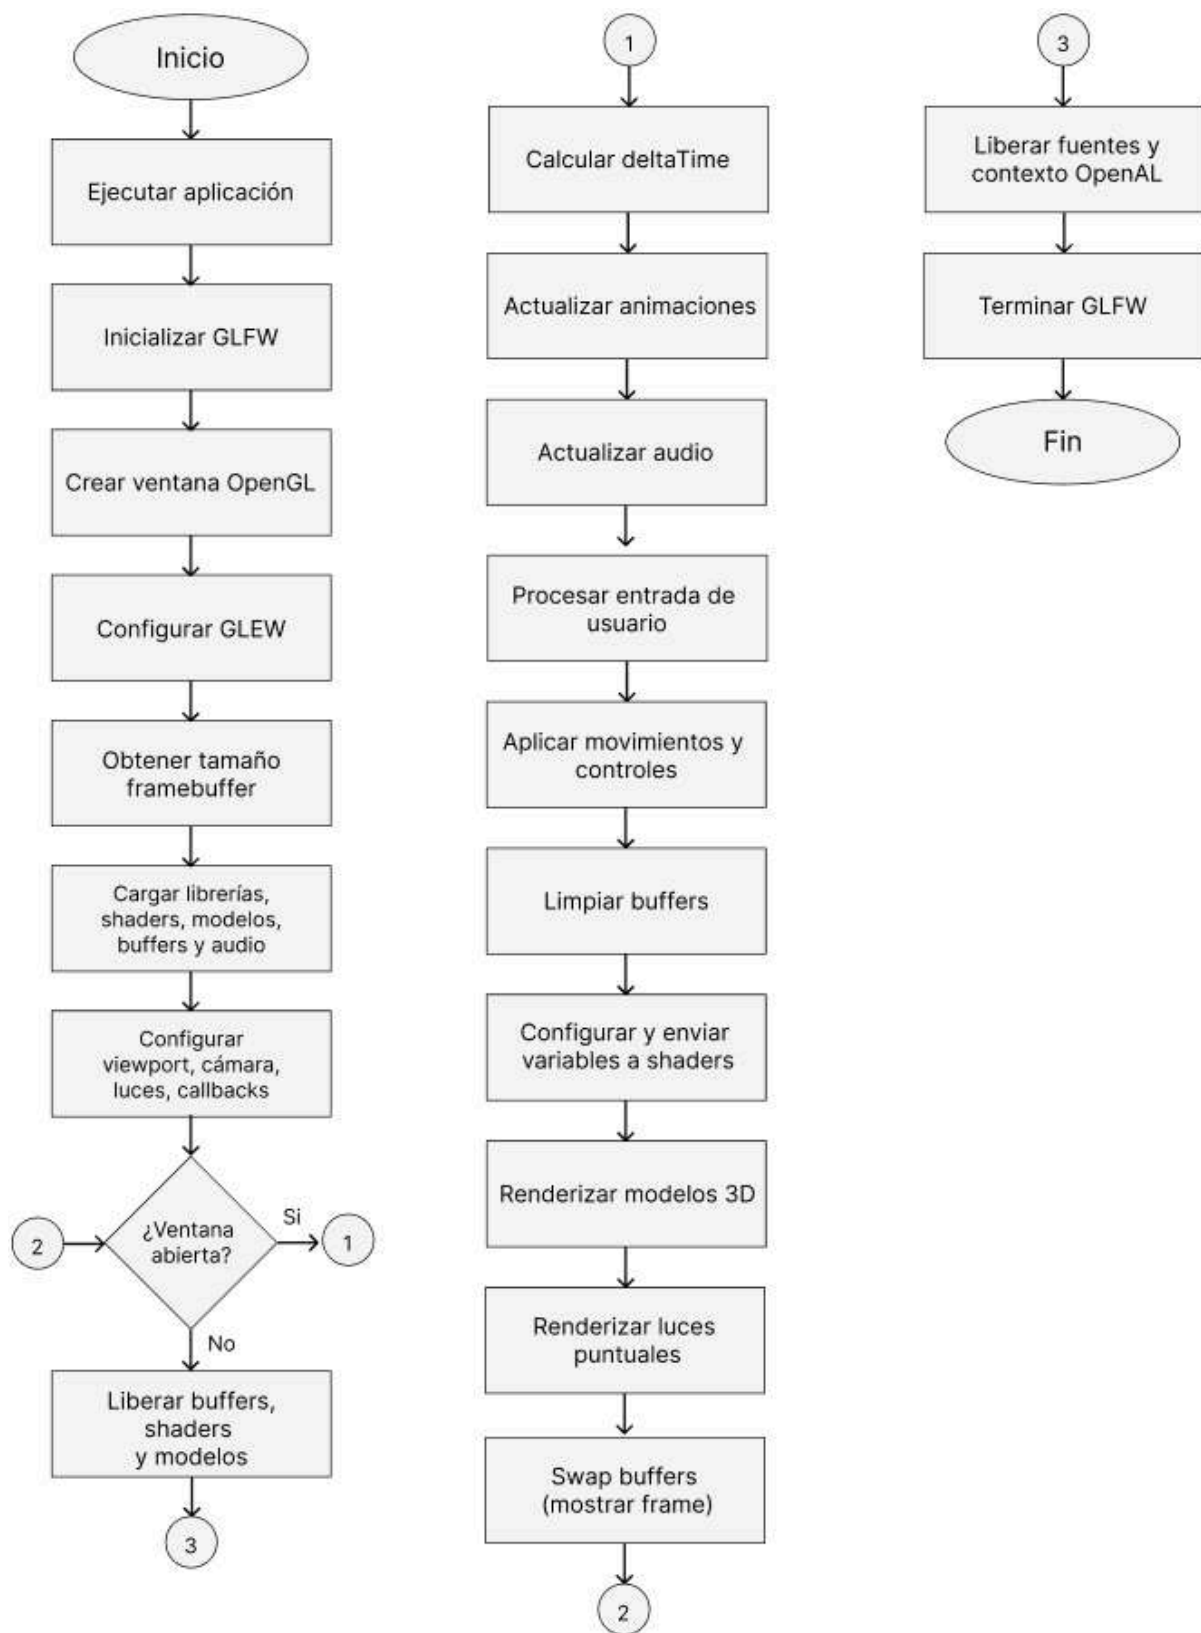 Inicio
Ejecutar aplicación
Inicializar GLFW
Crear ventana OpenGL
Configurar GLEW
Obtener tamaño
framebuffer
Cargar librerías,
shaders, modelos,
buffers y audio
Configurar
viewport, cámara,
luces, callbacks
2
¿Ventana
abierta?
Si
1
No
Liberar buffers,
shaders
y modelos
3
1
Calcular deltaTime
Actualizar animaciones
Actualizar audio
Procesar entrada de
usuario
Aplicar movimientos y
controles
Limpiar buffers
Configurar y enviar
variables a shaders
Renderizar modelos 3D
Renderizar luces
puntuales
Swap buffers
(mostrar frame)
2
3
Liberar fuentes y
contexto OpenAL
Terminar GLFW
Fin